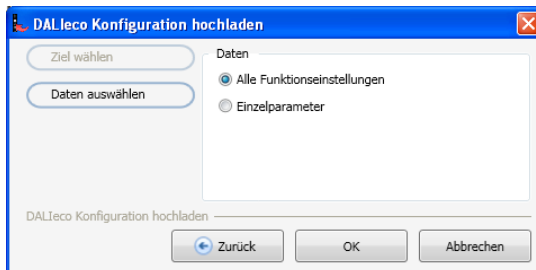 DALIeco Konfiguration hochladen
Ziel wählen
Daten auswählen
Daten
Alle Funktionseinstellungen
Einzelparameter
DALIeco Konfiguration hochladen
Zurück
OK
Abbrechen